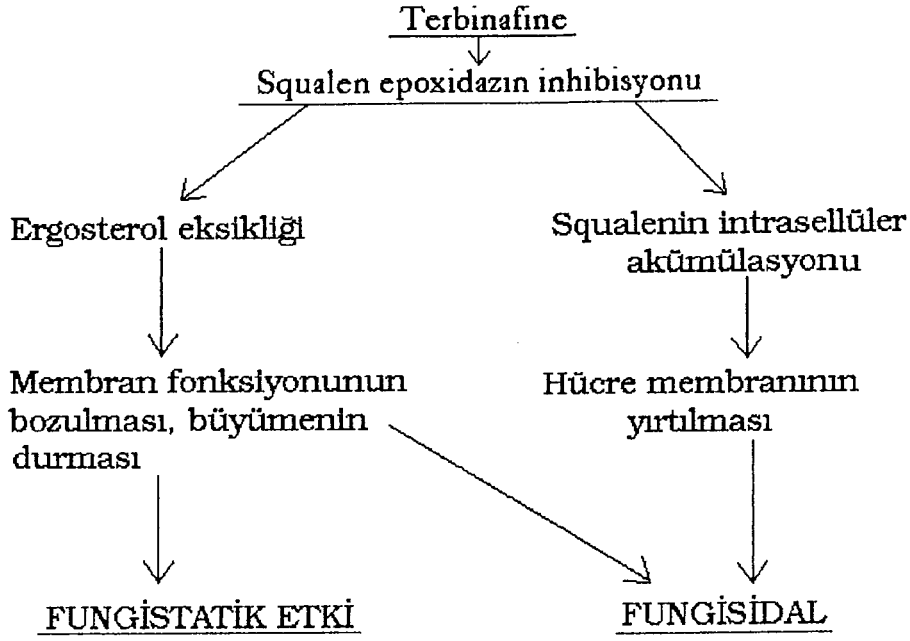 Terbinafine
Squalen epoxidazın inhibisyonu
Ergosterol eksikliği
Squalenin intrasellüler
akümülasyonu
Membran fonksiyonunun
bozulması, büyümenin
durması
Hücre membranının
yırtılması
FUNGİSTATİK ETKİ
FUNGİSİDAL